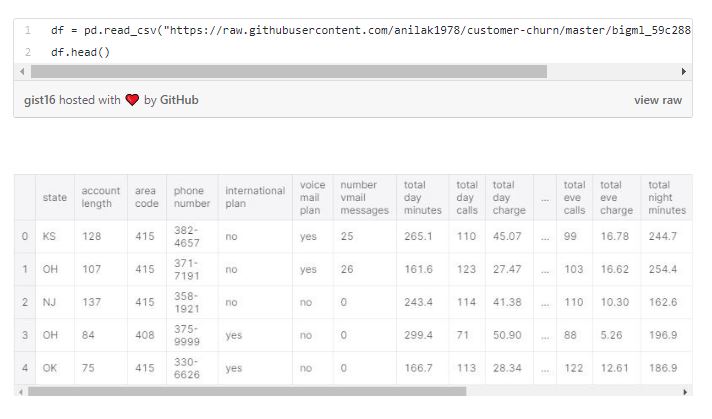 1 df = pd.read_csv("https://raw.githubusercontent.com/anilak1978/customer-churn/master/bigml_59c288
2 df.head()
gist16 hosted with ❤ by GitHub view raw
state account length area code phone number international plan voice mail plan number vmail messages total day minutes total day calls total day charge ... total eve calls total eve charge total night minutes
0 KS 128 415 382-4657 no yes 25 265.1 110 45.07 ... 99 16.78 244.7
1 OH 107 415 371-7191 no yes 26 161.6 123 27.47 ... 103 16.62 254.4
2 NJ 137 415 358-1921 no no 0 243.4 114 41.38 ... 110 10.30 162.6
3 OH 84 408 375-9999 yes no 0 299.4 71 50.90 ... 88 5.26 196.9
4 OK 75 415 330-6626 yes no 0 166.7 113 28.34 ... 122 12.61 186.9